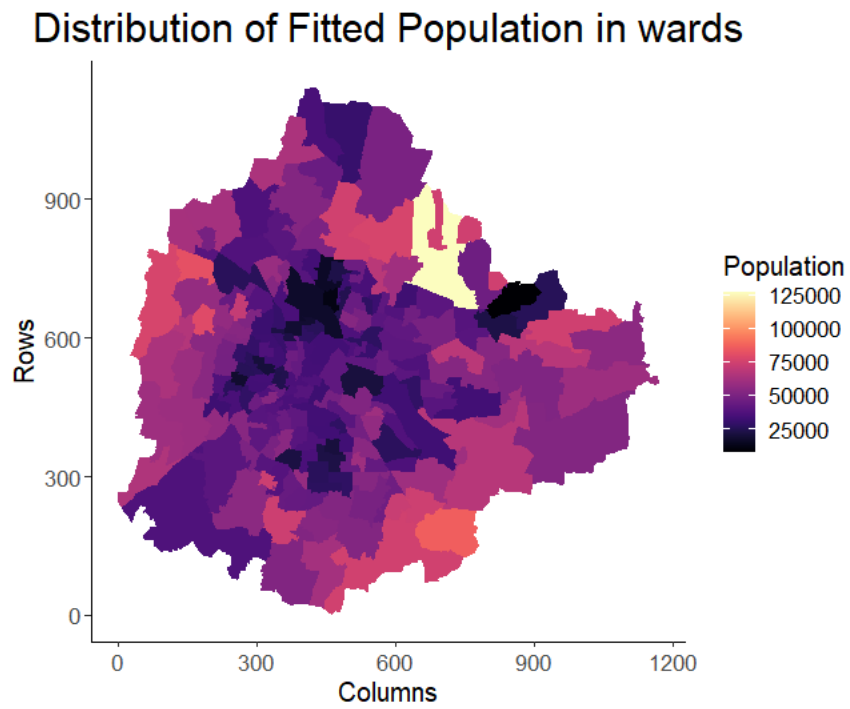 Distribution of Fitted Population in wards
Rows
900
600
300
0
0 300 600 900 1200
Columns
Population
125000
100000
75000
50000
25000